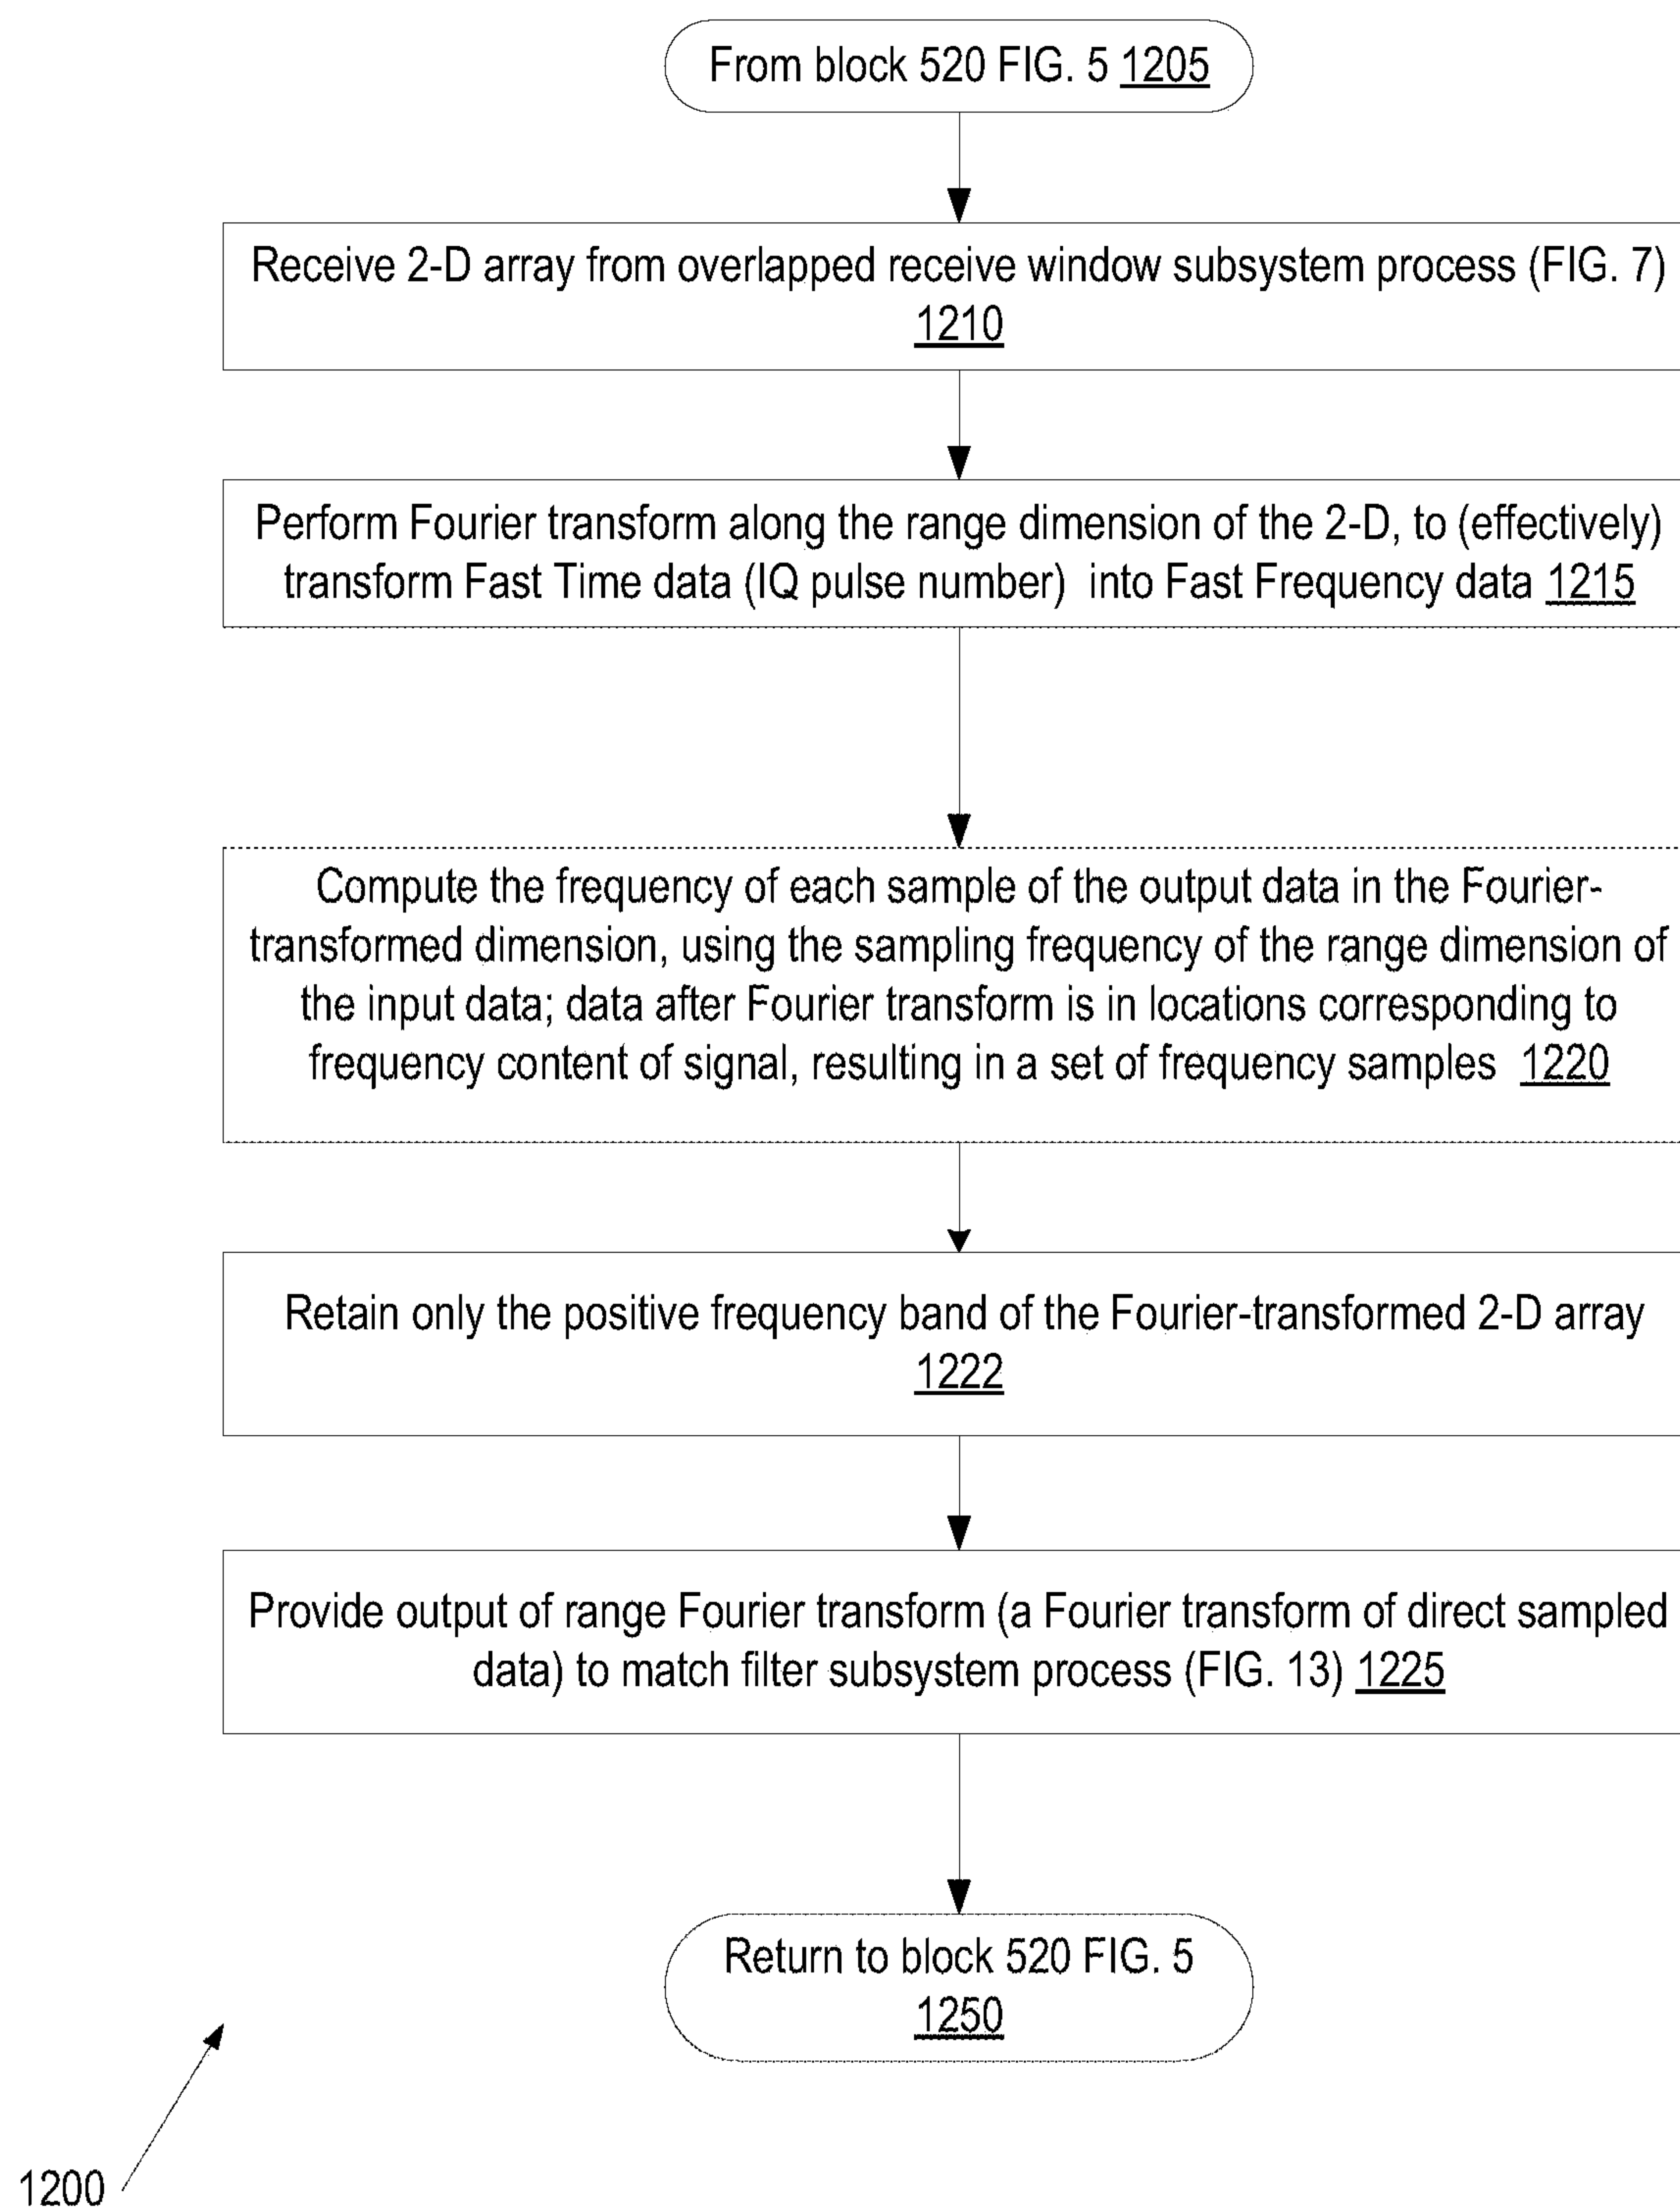 From block 520 FIG. 5 1205
Receive 2-D array from overlapped receive window subsystem process (FIG. 7)
1210
Perform Fourier transform along the range dimension of the 2-D, to (effectively)
transform Fast Time data (IQ pulse number) into Fast Frequency data 1215
Compute the frequency of each sample of the output data in the Fourier-
transformed dimension, using the sampling frequency of the range dimension of
the input data; data after Fourier transform is in locations corresponding to
frequency content of signal, resulting in a set of frequency samples 1220
Retain only the positive frequency band of the Fourier-transformed 2-D array
1222
Provide output of range Fourier transform (a Fourier transform of direct sampled
data) to match filter subsystem process (FIG. 13) 1225
Return to block 520 FIG. 5
1250
1200